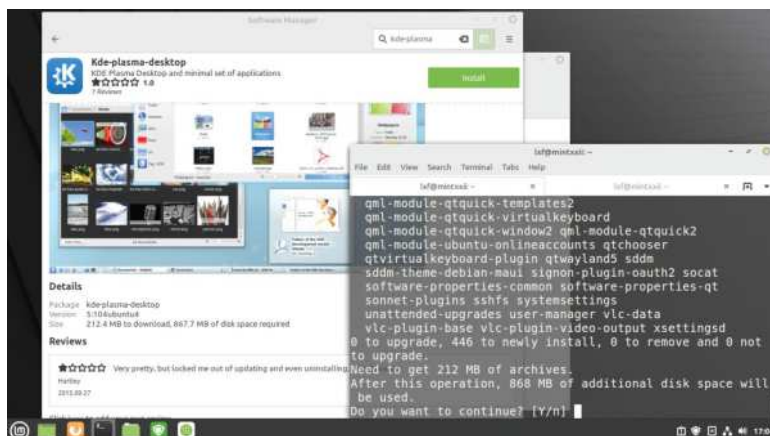 Software Manager
kde-plasma
Kde-plasma-desktop
KDE Plasma Desktop and minimal set of applications
1.0
7 Reviews
Install
Details
Package kde-plasma-desktop
Version 5:104ubuntu4
Size 212.4 MB to download, 867.7 MB of disk space required
Reviews
Very pretty, but locked me out of updating and even uninstalling
Hartley
File Edit View Search Terminal Tabs Help
qml-module-qtquick-templates2
qml-module-qtquick-virtualkeyboard
qml-module-qtquick-window2 qml-module-qtquick2
qml-module-ubuntu-onlineaccounts qtchooser
qtvirtualkeyboard-plugin qtwayland5 sddm
sddm-theme-debian-maui signon-plugin-oauth2 socat
software-properties-common software-properties-qt
sonnet-plugins sshfs systemsettings
unattended-upgrades user-manager vlc-data
vlc-plugin-base vlc-plugin-video-output xsettingsd
0 to upgrade, 446 to newly install, 0 to remove and 0 not
to upgrade.
Need to get 212 MB of archives.
After this operation, 868 MB of additional disk space will
be used.
Do you want to continue? [Y/n]